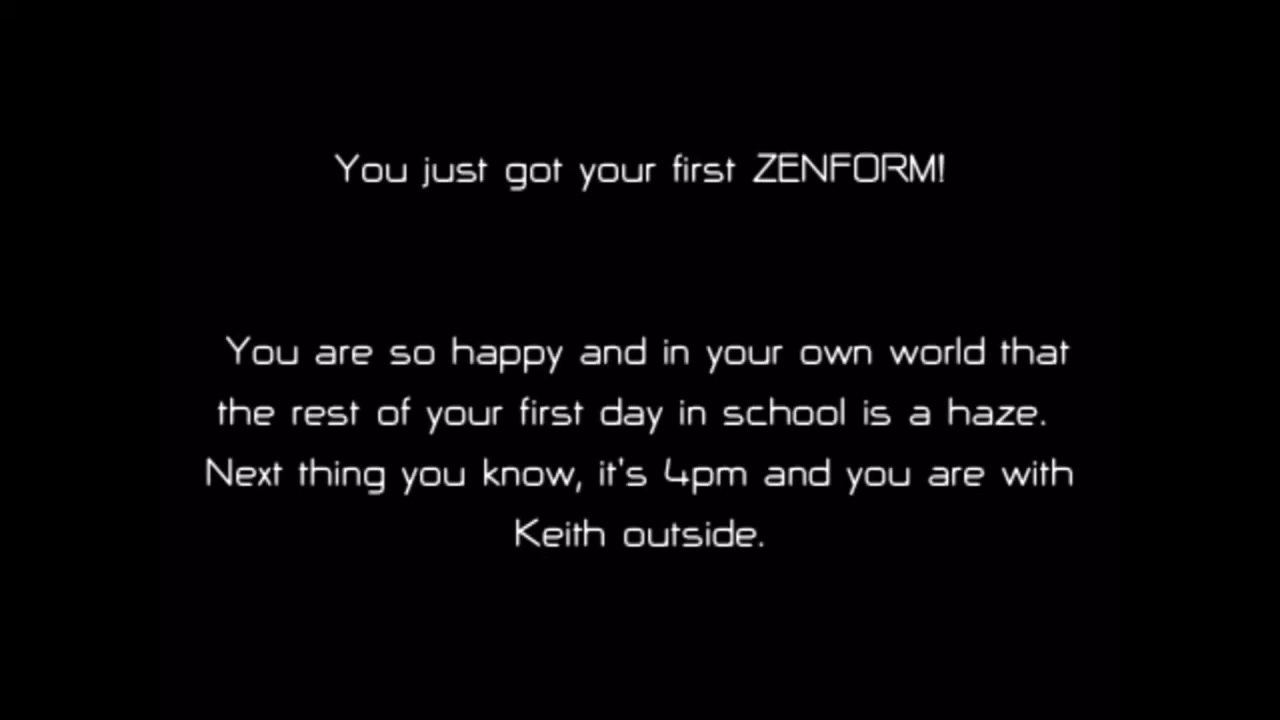 You just got your first ZENFORM!
You are so happy and in your own world that
the rest of your first day in school is a haze.
Next thing you know, it's 4pm and you are with
Keith outside.